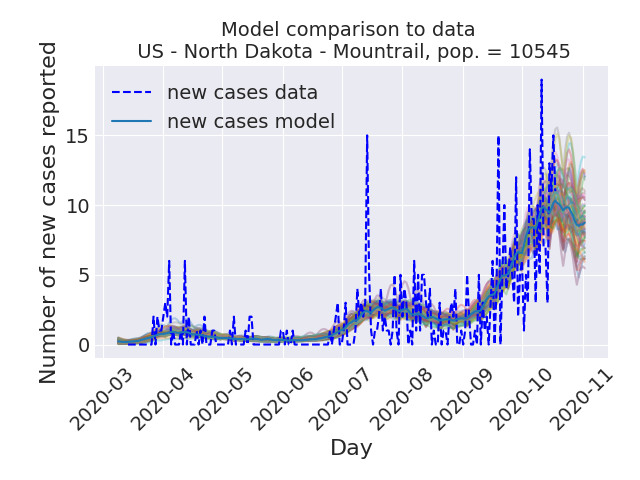 Model comparison to data
US - North Dakota - Mountrail, pop. = 10545
Number of new cases reported
new cases data
new cases model
15
10
5
0
2020-03
2020-04
2020-05
2020-06
2020-07
2020-08
2020-09
2020-10
2020-11
Day